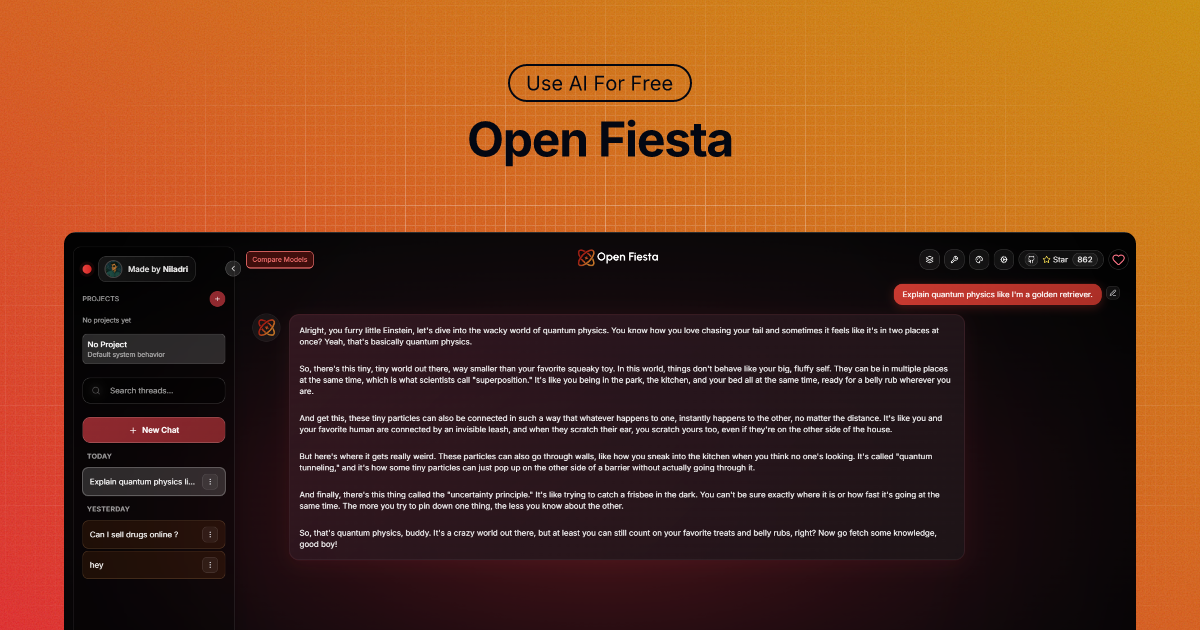 Use AI For Free
Open Fiesta
Made by Niladri
PROJECTS
No projects yet
No Project
Default system behavior
Search threads...
New Chat
TODAY
Explain quantum physics li...
YESTERDAY
Can I sell drugs online ?
hey
Compare Models
Open Fiesta
Star 862
Explain quantum physics like I'm a golden retriever.
Alright, you furry little Einstein, let's dive into the wacky world of quantum physics. You know how you love chasing your tail and sometimes it feels like it's in two places at
once? Yeah, that's basically quantum physics.
So, there's this tiny, tiny world out there, way smaller than your favorite squeaky toy. In this world, things don't behave like your big, fluffy self. They can be in multiple places
at the same time, which is what scientists call "superposition." It's like you being in the park, the kitchen, and your bed all at the same time, ready for a belly rub wherever you
are.
And get this, these tiny particles can also be connected in such a way that whatever happens to one, instantly happens to the other, no matter the distance. It's like you and
your favorite human are connected by an invisible leash, and when they scratch their ear, you scratch yours too, even if they're on the other side of the house.
But here's where it gets really weird. These particles can also go through walls, like how you sneak into the kitchen when you think no one's looking. It's called "quantum
tunneling," and it's how some tiny particles can just pop up on the other side of a barrier without actually going through it.
And finally, there's this thing called the "uncertainty principle." It's like trying to catch a frisbee in the dark. You can't be sure exactly where it is or how fast it's going at the
same time. The more you try to pin down one thing, the less you know about the other.
So, that's quantum physics, buddy. It's a crazy world out there, but at least you can still count on your favorite treats and belly rubs, right? Now go fetch some knowledge,
good boy!